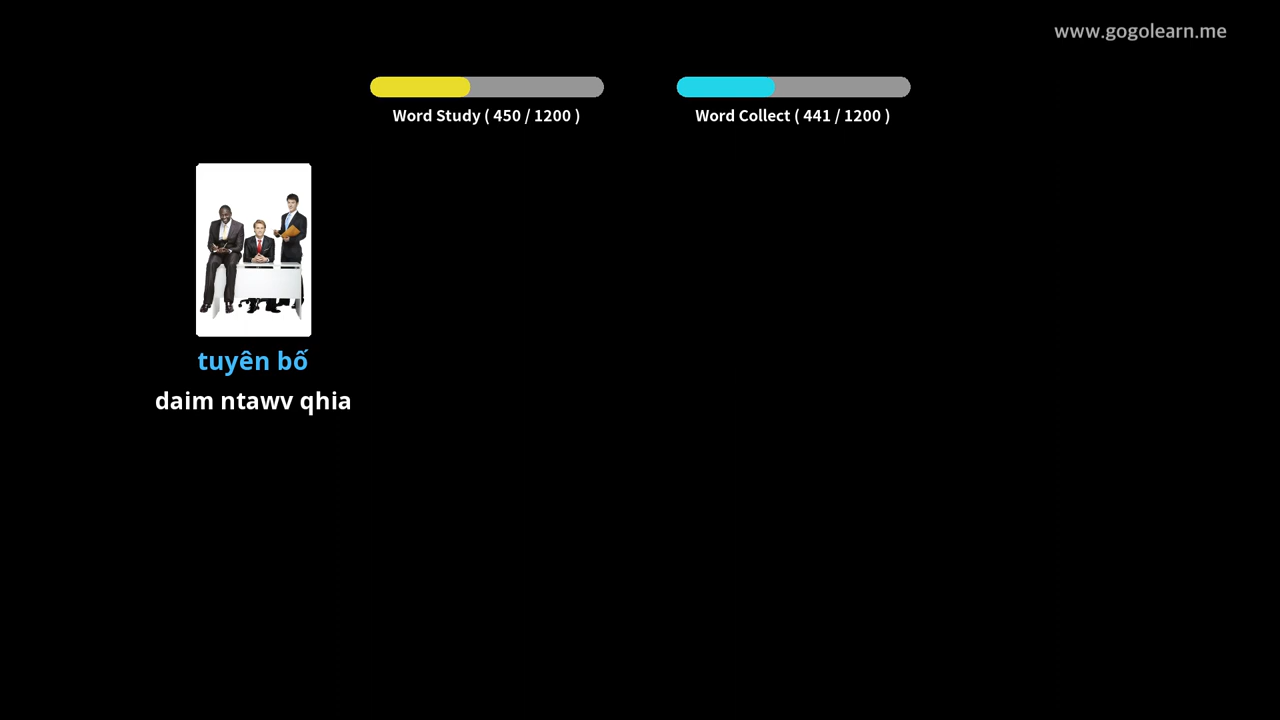 www.gogolearn.me
Word Study ( 450 / 1200 )
Word Collect ( 441 / 1200 )
tuyên bố
daim ntawv qhia